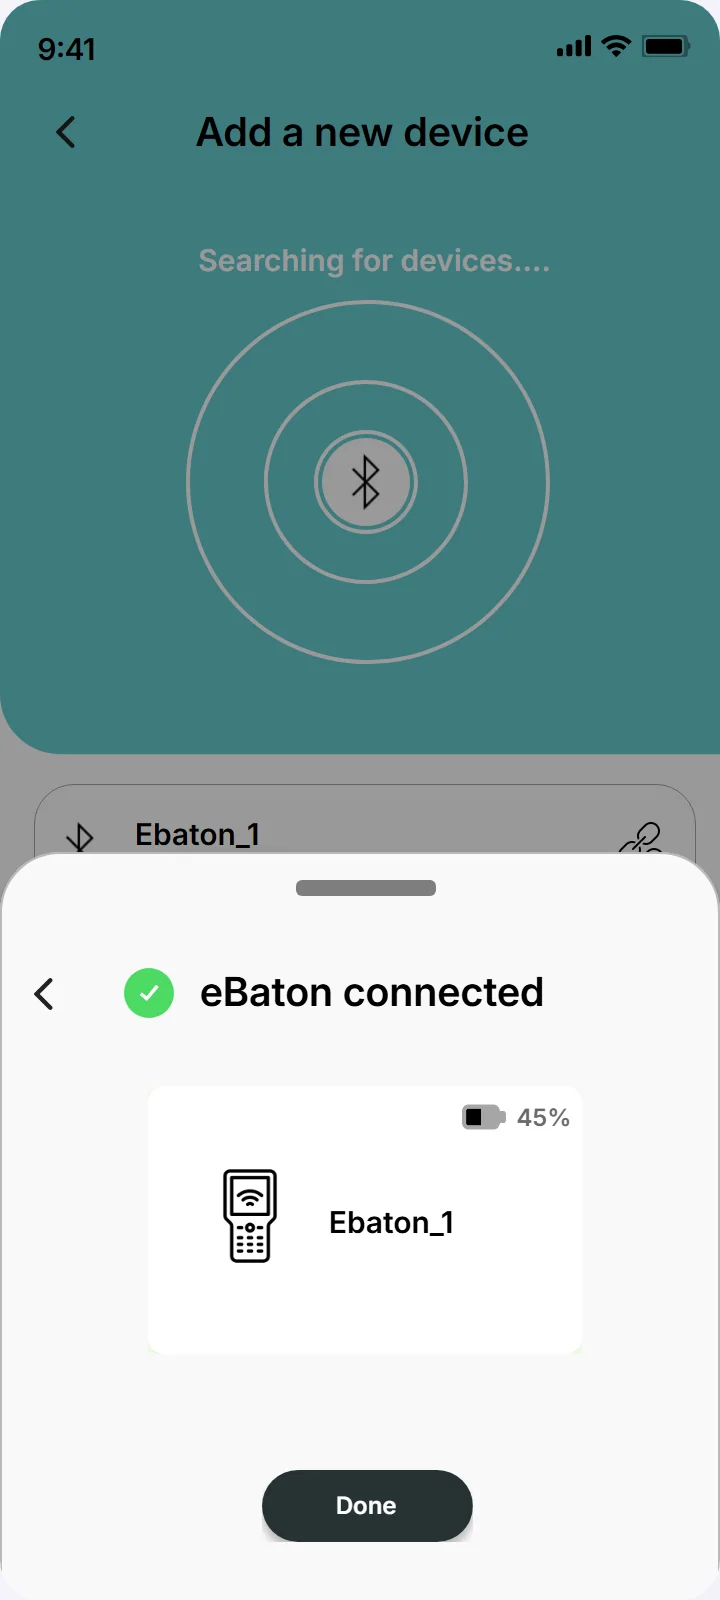 9:41
Add a new device
Searching for devices....
Ebaton_1
eBaton connected
45%
Ebaton_1
Done